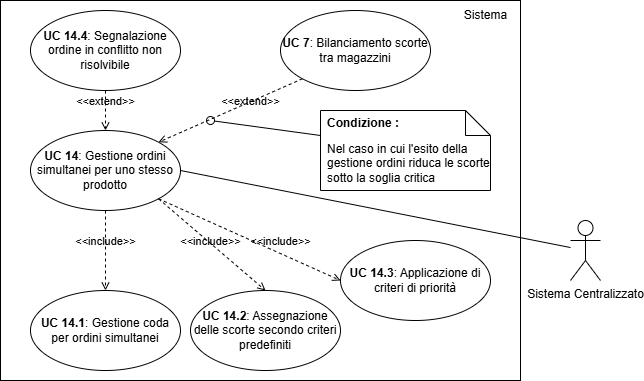 Sistema
UC 14.4: Segnalazione
ordine in conflitto non
risolvibile
UC 7: Bilanciamento scorte
tra magazzini
<<extend>>
<<extend>>
Condizione :
Nel caso in cui l'esito della
gestione ordini riduca le scorte
sotto la soglia critica
UC 14: Gestione ordini
simultanei per uno stesso
prodotto
<<include>>
<<include>>
<<include>>
UC 14.3: Applicazione di
criteri di priorità
Sistema Centralizzato
UC 14.1: Gestione coda
per ordini simultanei
UC 14.2: Assegnazione
delle scorte secondo criteri
predefiniti